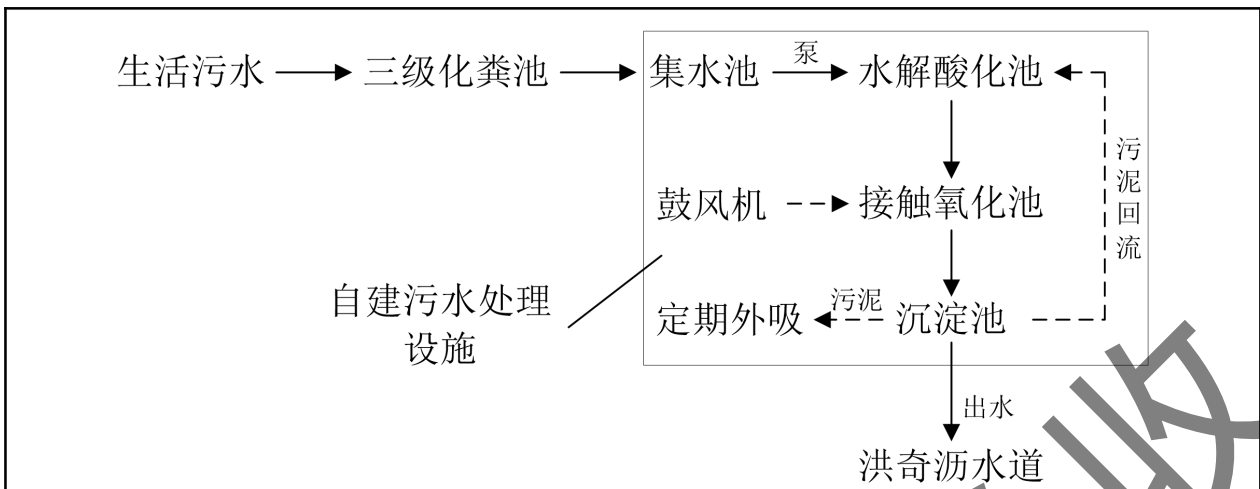 生活污水 三级化粪池 集水池 泵 水解酸化池
污泥回流
鼓风机 接触氧化池
自建污水处理
设施
定期外吸 污泥 沉淀池
出水
洪奇沥水道
收